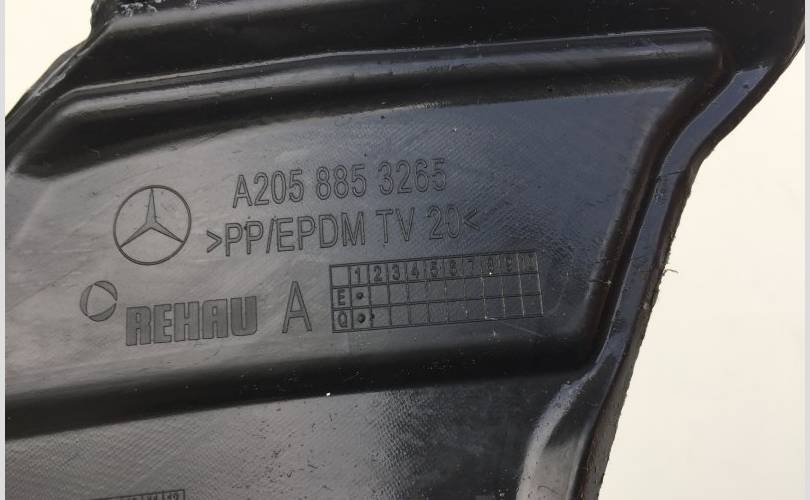 A205 885 3265
>PP/EPDM TV 20<
REHAU A
1 2 3 4 5 6 7 8 9
E
Q